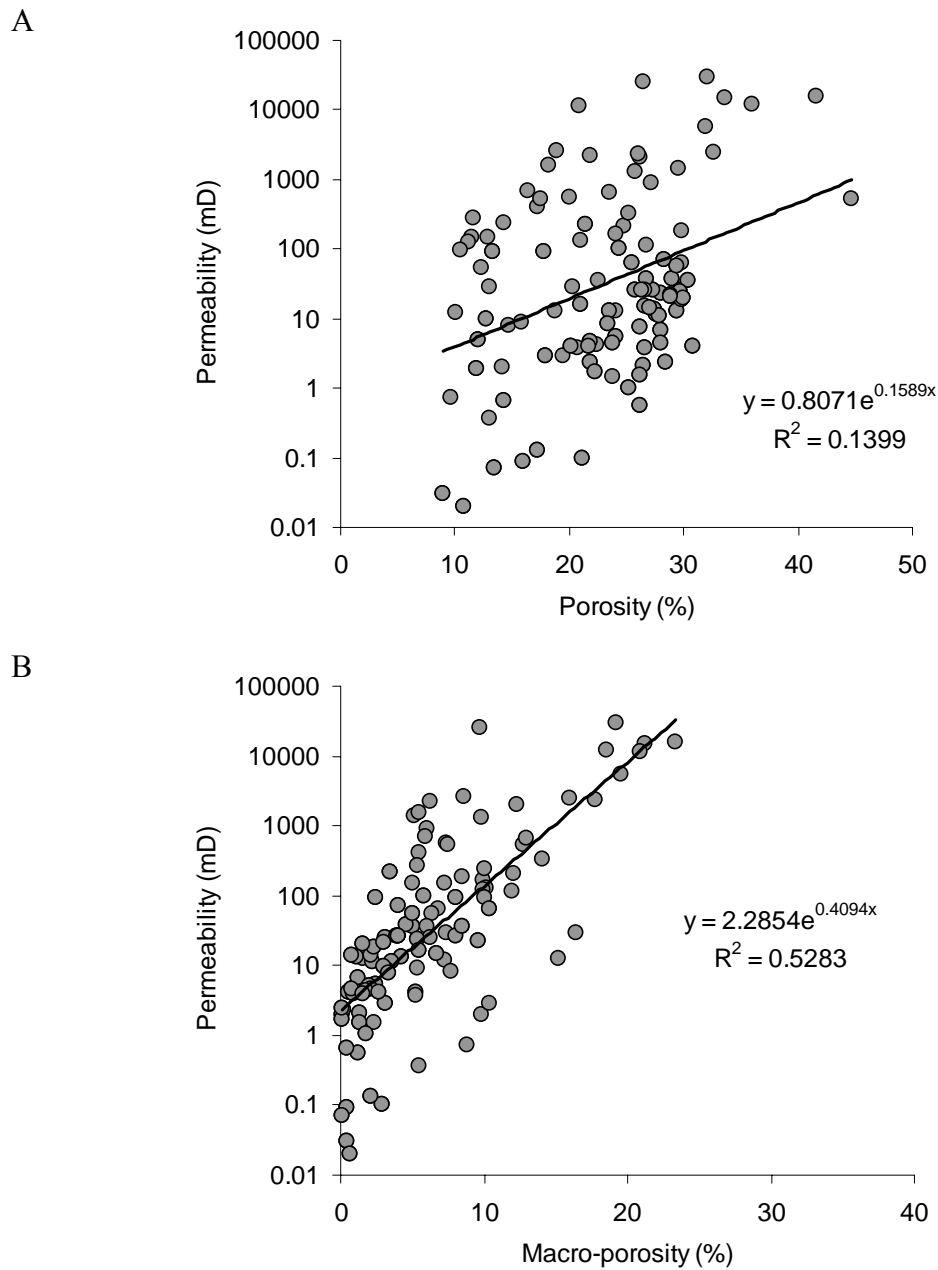 A
100000
10000
1000
100
10
1
0.1
0.01
Permeability (mD)
y = 0.8071e^0.1589x
R² = 0.1399
0 10 20 30 40 50
Porosity (%)
B
100000
10000
1000
100
10
1
0.1
0.01
Permeability (mD)
y = 2.2854e^0.4094x
R² = 0.5283
0 10 20 30 40
Macro-porosity (%)